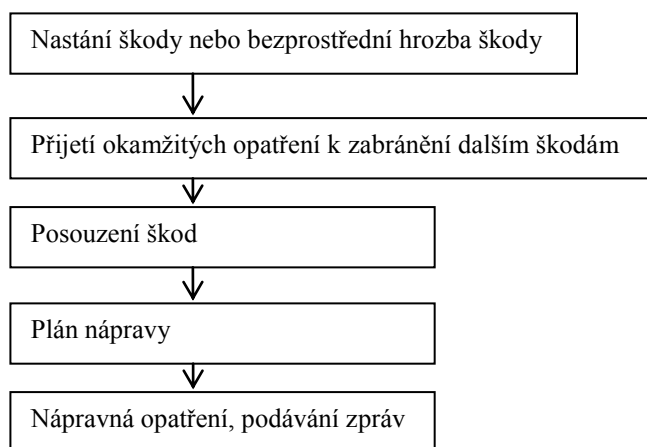 Nastání škody nebo bezprostřední hrozba škody
Přijetí okamžitých opatření k zabránění dalším škodám
Posouzení škod
Plán nápravy
Nápravná opatření, podávání zpráv